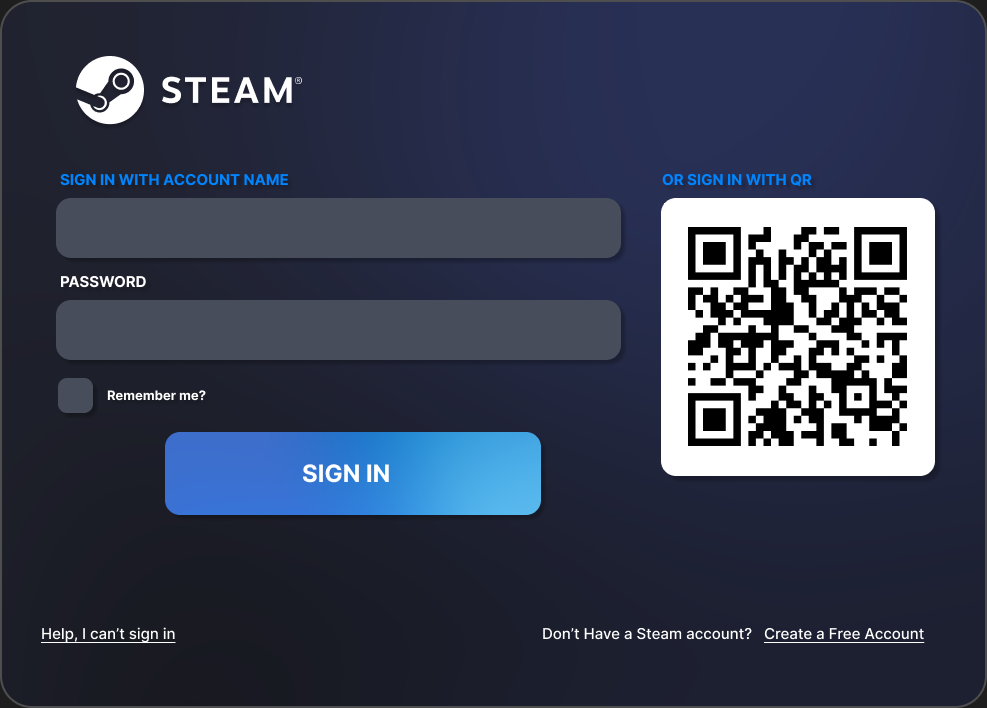 STEAM®
SIGN IN WITH ACCOUNT NAME
OR SIGN IN WITH QR
PASSWORD
Remember me?
SIGN IN
Help, I can’t sign in
Don’t Have a Steam account? Create a Free Account